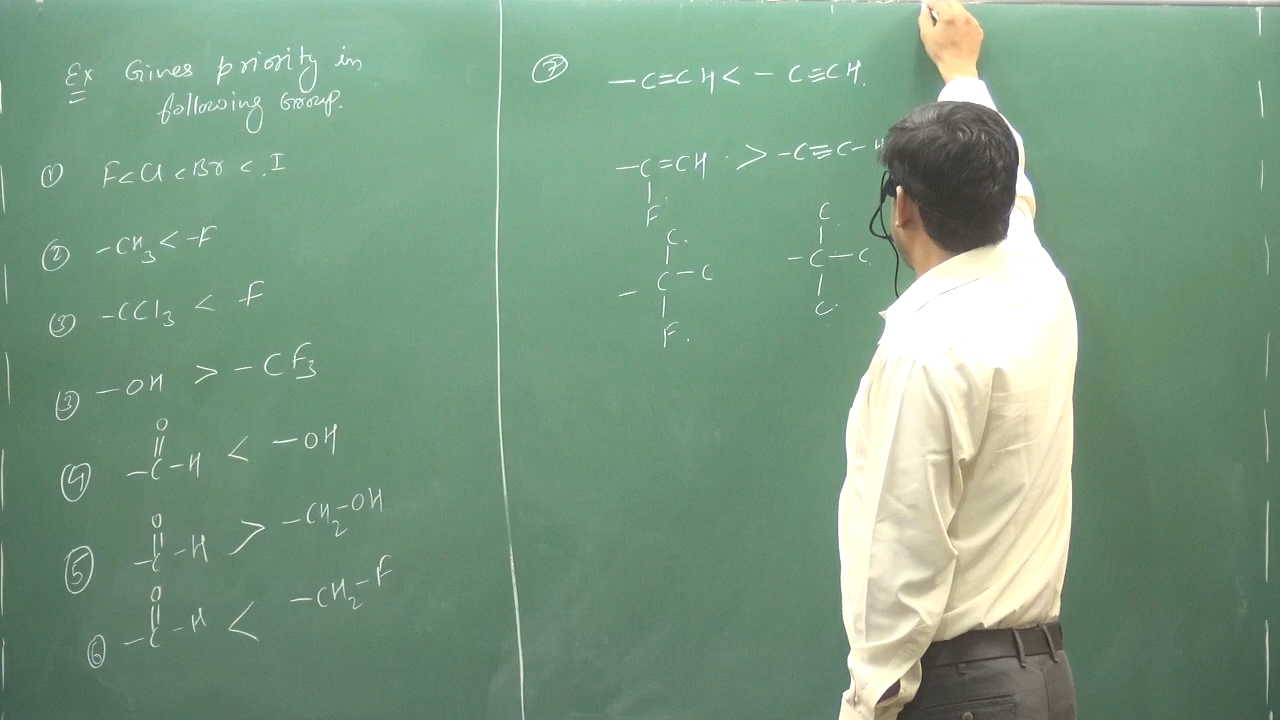 Ex Gives priority in
following Group.
① F < Cl < Br < . I
② -CH₃ < -F
③ -CCl₃ < -F
③ -OH > -CF₃
O
||
④ -C-H < -OH
O
||
⑤ -C-H > -CH₂-OH
O
||
⑥ -C-H < -CH₂-F
⑦ -C=CH < -C≡CH.
-C=CH . > -C≡C-H
|
F.
C.
|
- C-C
|
F.
C
|
-C-C
|
C.